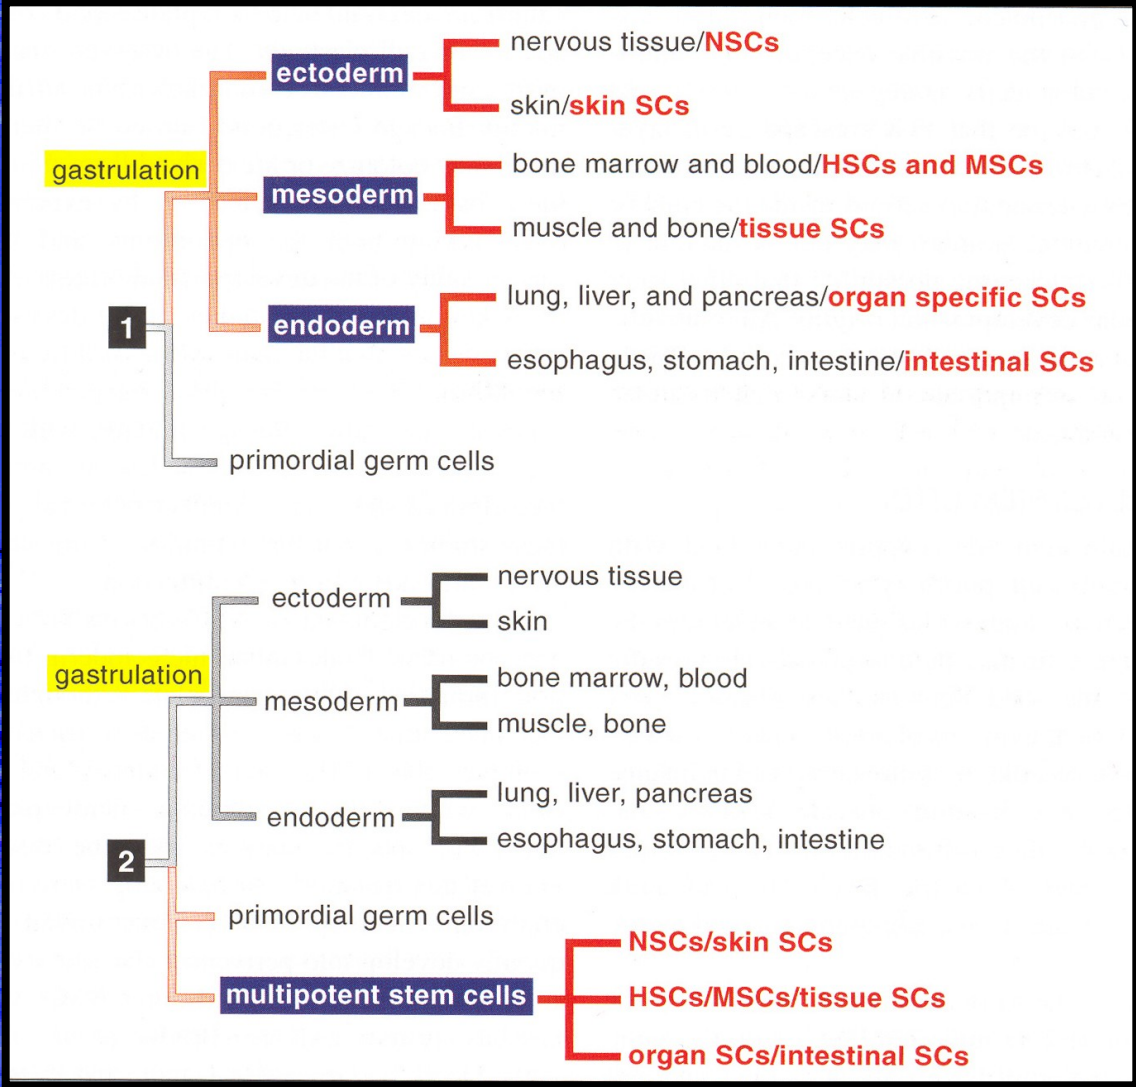 nervous tissue/NSCs
ectoderm
skin/skin SCs
gastrulation
bone marrow and blood/HSCs and MSCs
mesoderm
muscle and bone/tissue SCs
lung, liver, and pancreas/organ specific SCs
1
endoderm
esophagus, stomach, intestine/intestinal SCs
primordial germ cells
nervous tissue
ectoderm
skin
gastrulation
bone marrow, blood
mesoderm
muscle, bone
lung, liver, pancreas
endoderm
esophagus, stomach, intestine
2
primordial germ cells
NSCs/skin SCs
multipotent stem cells
HSCs/MSCs/tissue SCs
organ SCs/intestinal SCs